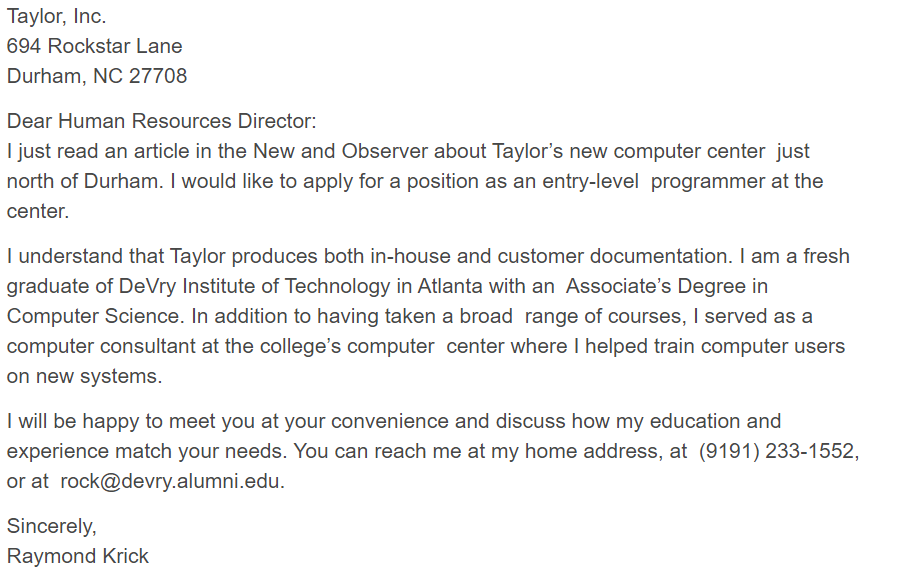 Taylor, Inc.
694 Rockstar Lane
Durham, NC 27708
Dear Human Resources Director:
I just read an article in the New and Observer about Taylor’s new computer center  just
north of Durham. I would like to apply for a position as an entry-level  programmer at the
center.
I understand that Taylor produces both in-house and customer documentation. I am a fresh
graduate of DeVry Institute of Technology in Atlanta with an  Associate’s Degree in
Computer Science. In addition to having taken a broad  range of courses, I served as a
computer consultant at the college’s computer  center where I helped train computer users
on new systems.
I will be happy to meet you at your convenience and discuss how my education and
experience match your needs. You can reach me at my home address, at  (9191) 233-1552,
or at  rock@devry.alumni.edu.
Sincerely,
Raymond Krick